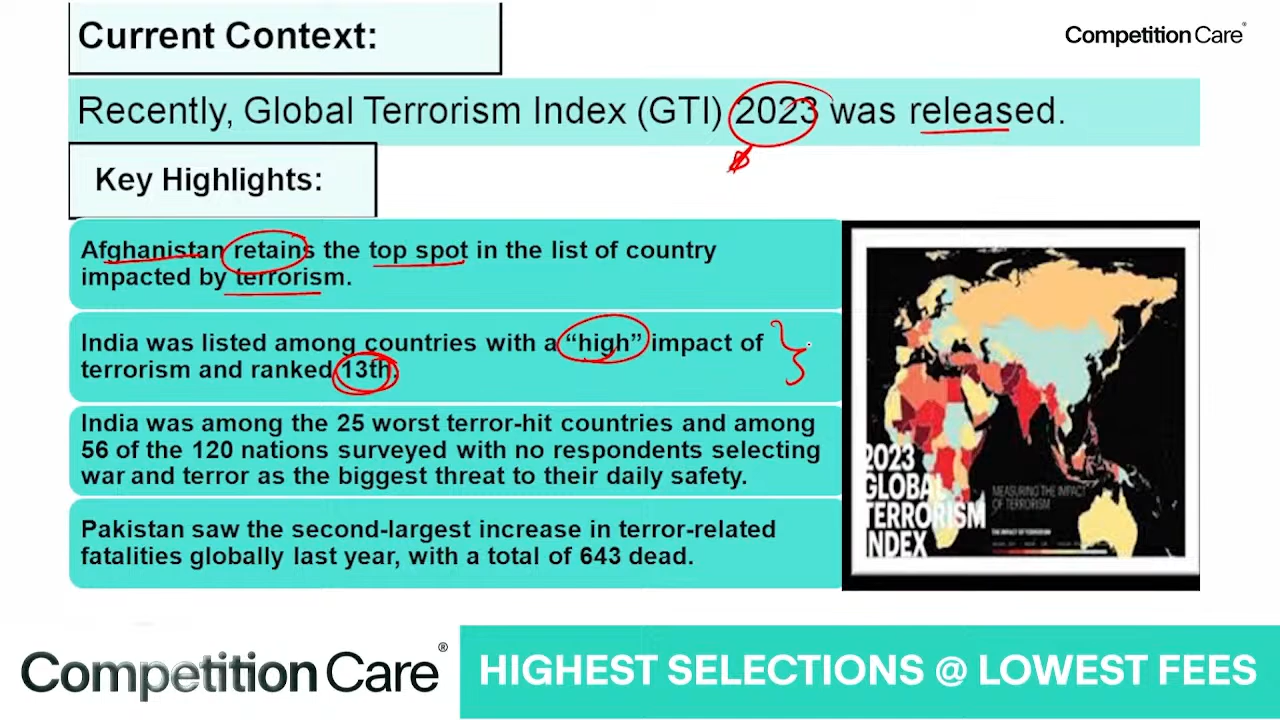 Current Context:
Competition Care®
Recently, Global Terrorism Index (GTI) 2023 was released.
Key Highlights:
Afghanistan retains the top spot in the list of country
impacted by terrorism.
India was listed among countries with a “high” impact of
terrorism and ranked 13th.
India was among the 25 worst terror-hit countries and among
56 of the 120 nations surveyed with no respondents selecting
war and terror as the biggest threat to their daily safety.
Pakistan saw the second-largest increase in terror-related
fatalities globally last year, with a total of 643 dead.
2023
GLOBAL
TERRORISM
INDEX
MEASURING THE IMPACT
OF TERRORISM
THE IMPACT OF TERRORISM
Competition Care®
HIGHEST SELECTIONS @ LOWEST FEES